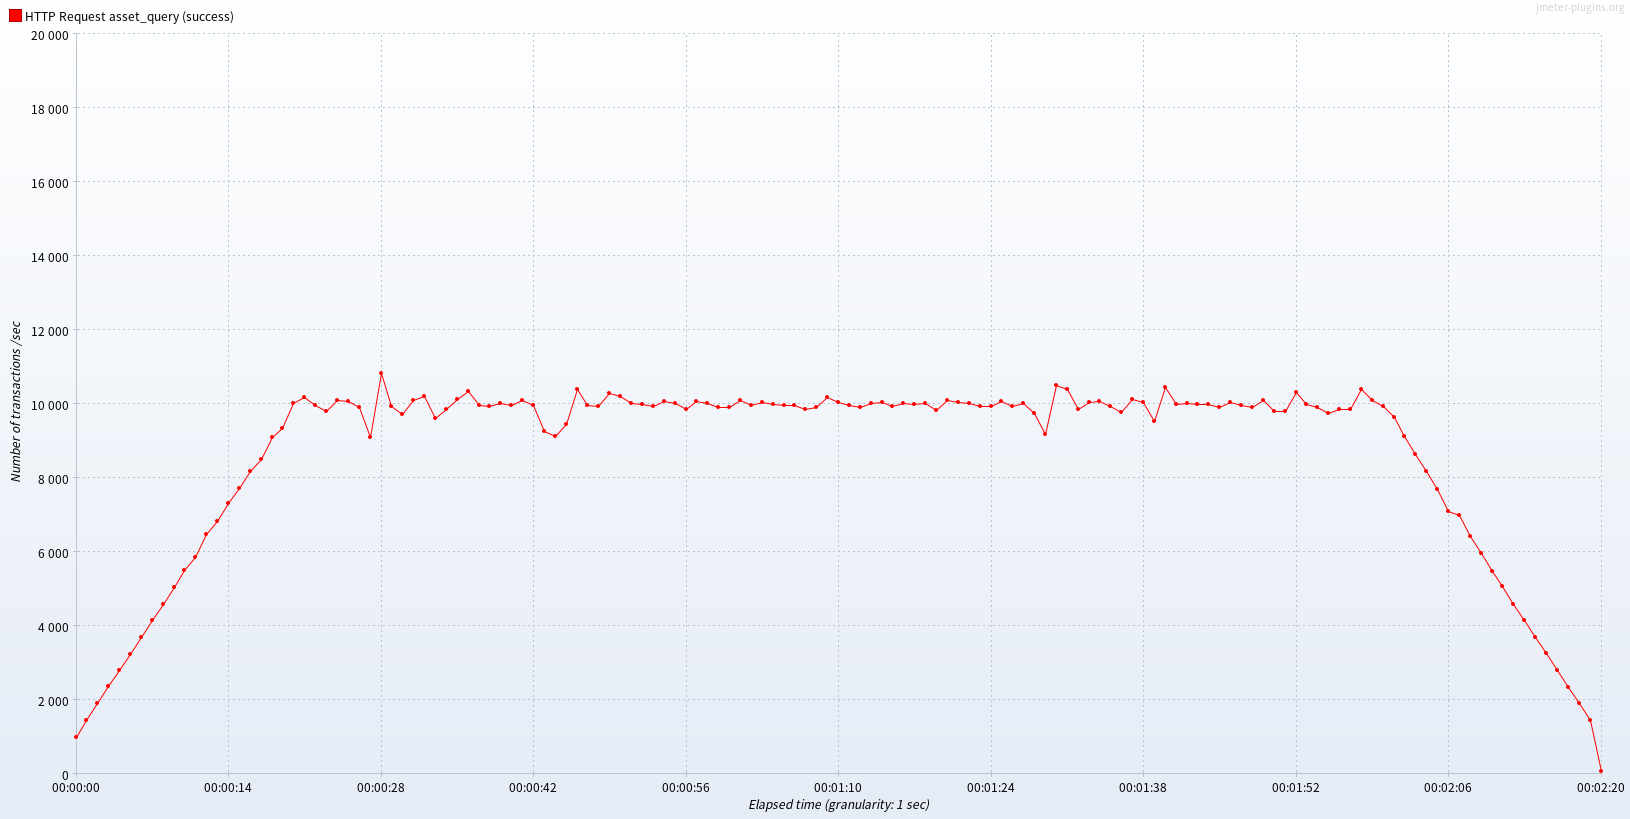 HTTP Request asset_query (success)
jmeter-plugins.org
20 000
18 000
16 000
14 000
12 000
10 000
8 000
6 000
4 000
2 000
0
Number of transactions /sec
00:00:00 00:00:14 00:00:28 00:00:42 00:00:56 00:01:10 00:01:24 00:01:38 00:01:52 00:02:06 00:02:20
Elapsed time (granularity: 1 sec)